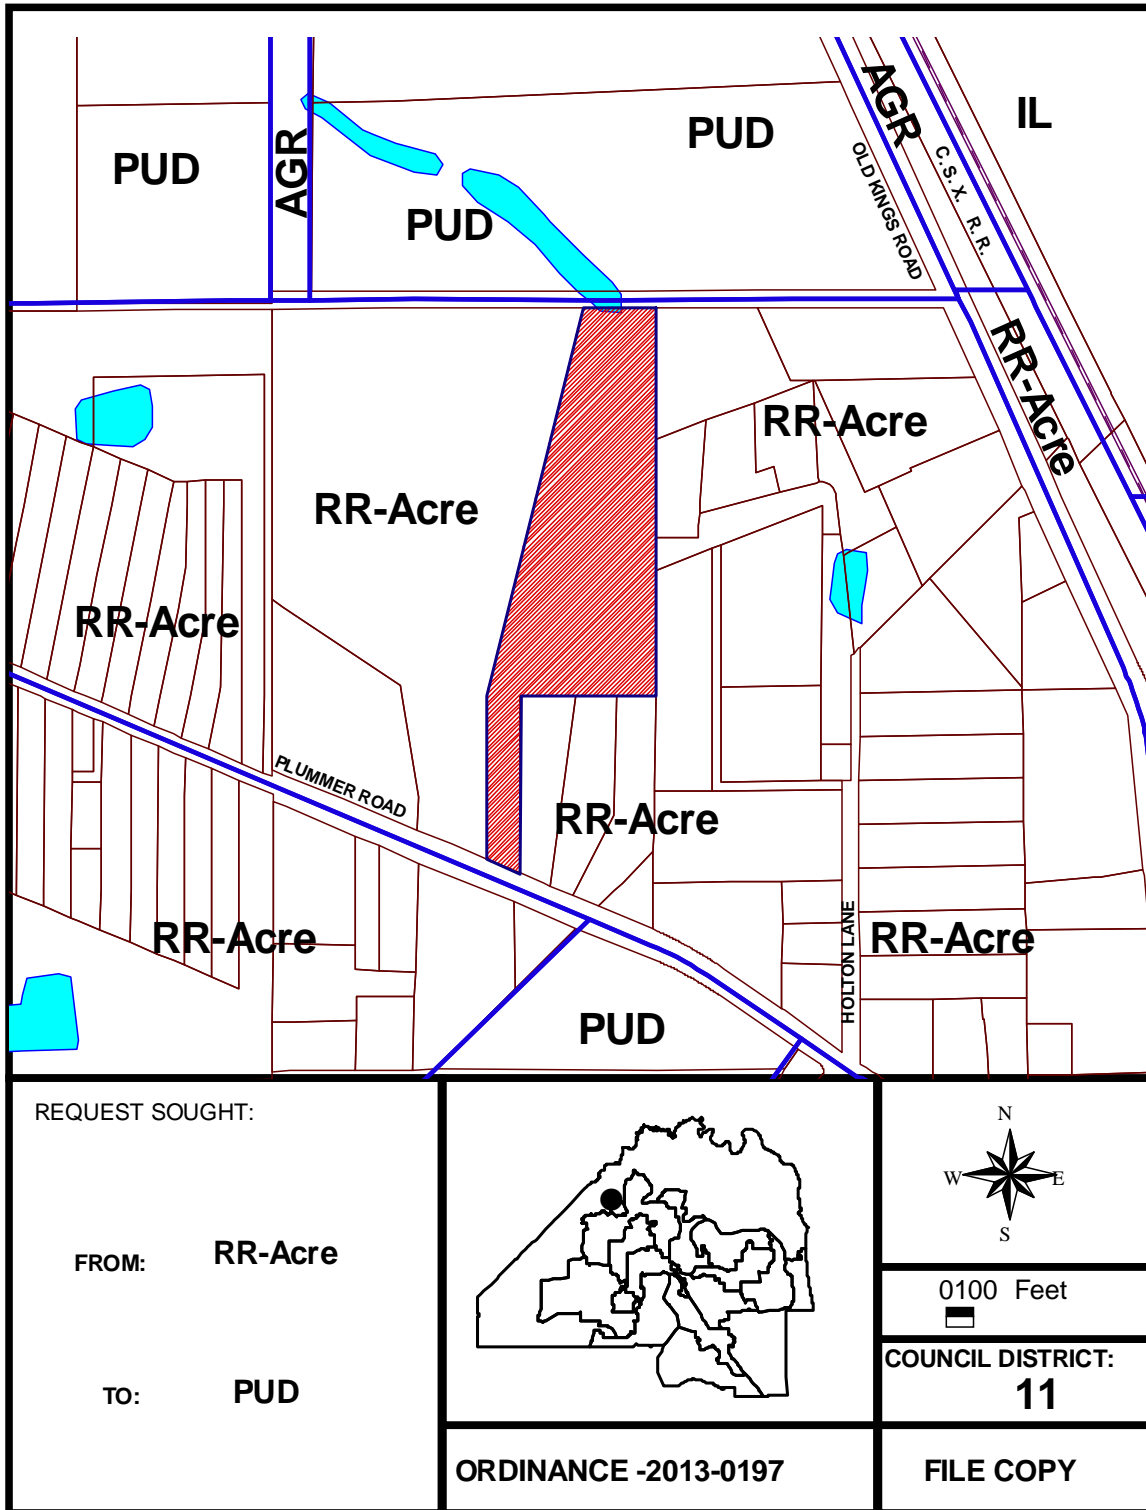 AGR
IL
PUD
PUD
AGR
PUD
OLD KINGS ROAD
C. S. X. R. R.
RR-Acre
RR-Acre
RR-Acre
RR-Acre
PLUMMER ROAD
RR-Acre
RR-Acre
RR-Acre
HOLTON LANE
PUD
REQUEST SOUGHT:
FROM: RR-Acre
TO: PUD
N
W E
S
0100 Feet
COUNCIL DISTRICT:
11
ORDINANCE -2013-0197
FILE COPY